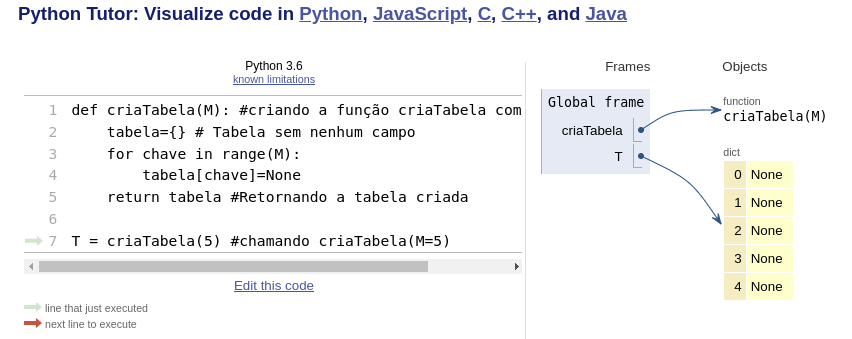 Python Tutor: Visualize code in Python, JavaScript, C, C++, and Java
Python 3.6
known limitations
1 def criaTabela(M): #criando a função criaTabela com
2 tabela={} # Tabela sem nenhum campo
3 for chave in range(M):
4 tabela[chave]=None
5 return tabela #Retornando a tabela criada
6
7 T = criaTabela(5) #chamando criaTabela(M=5)
Edit this code
line that just executed
next line to execute
Frames
Global frame
criaTabela
T
Objects
function
criaTabela(M)
dict
0 None
1 None
2 None
3 None
4 None